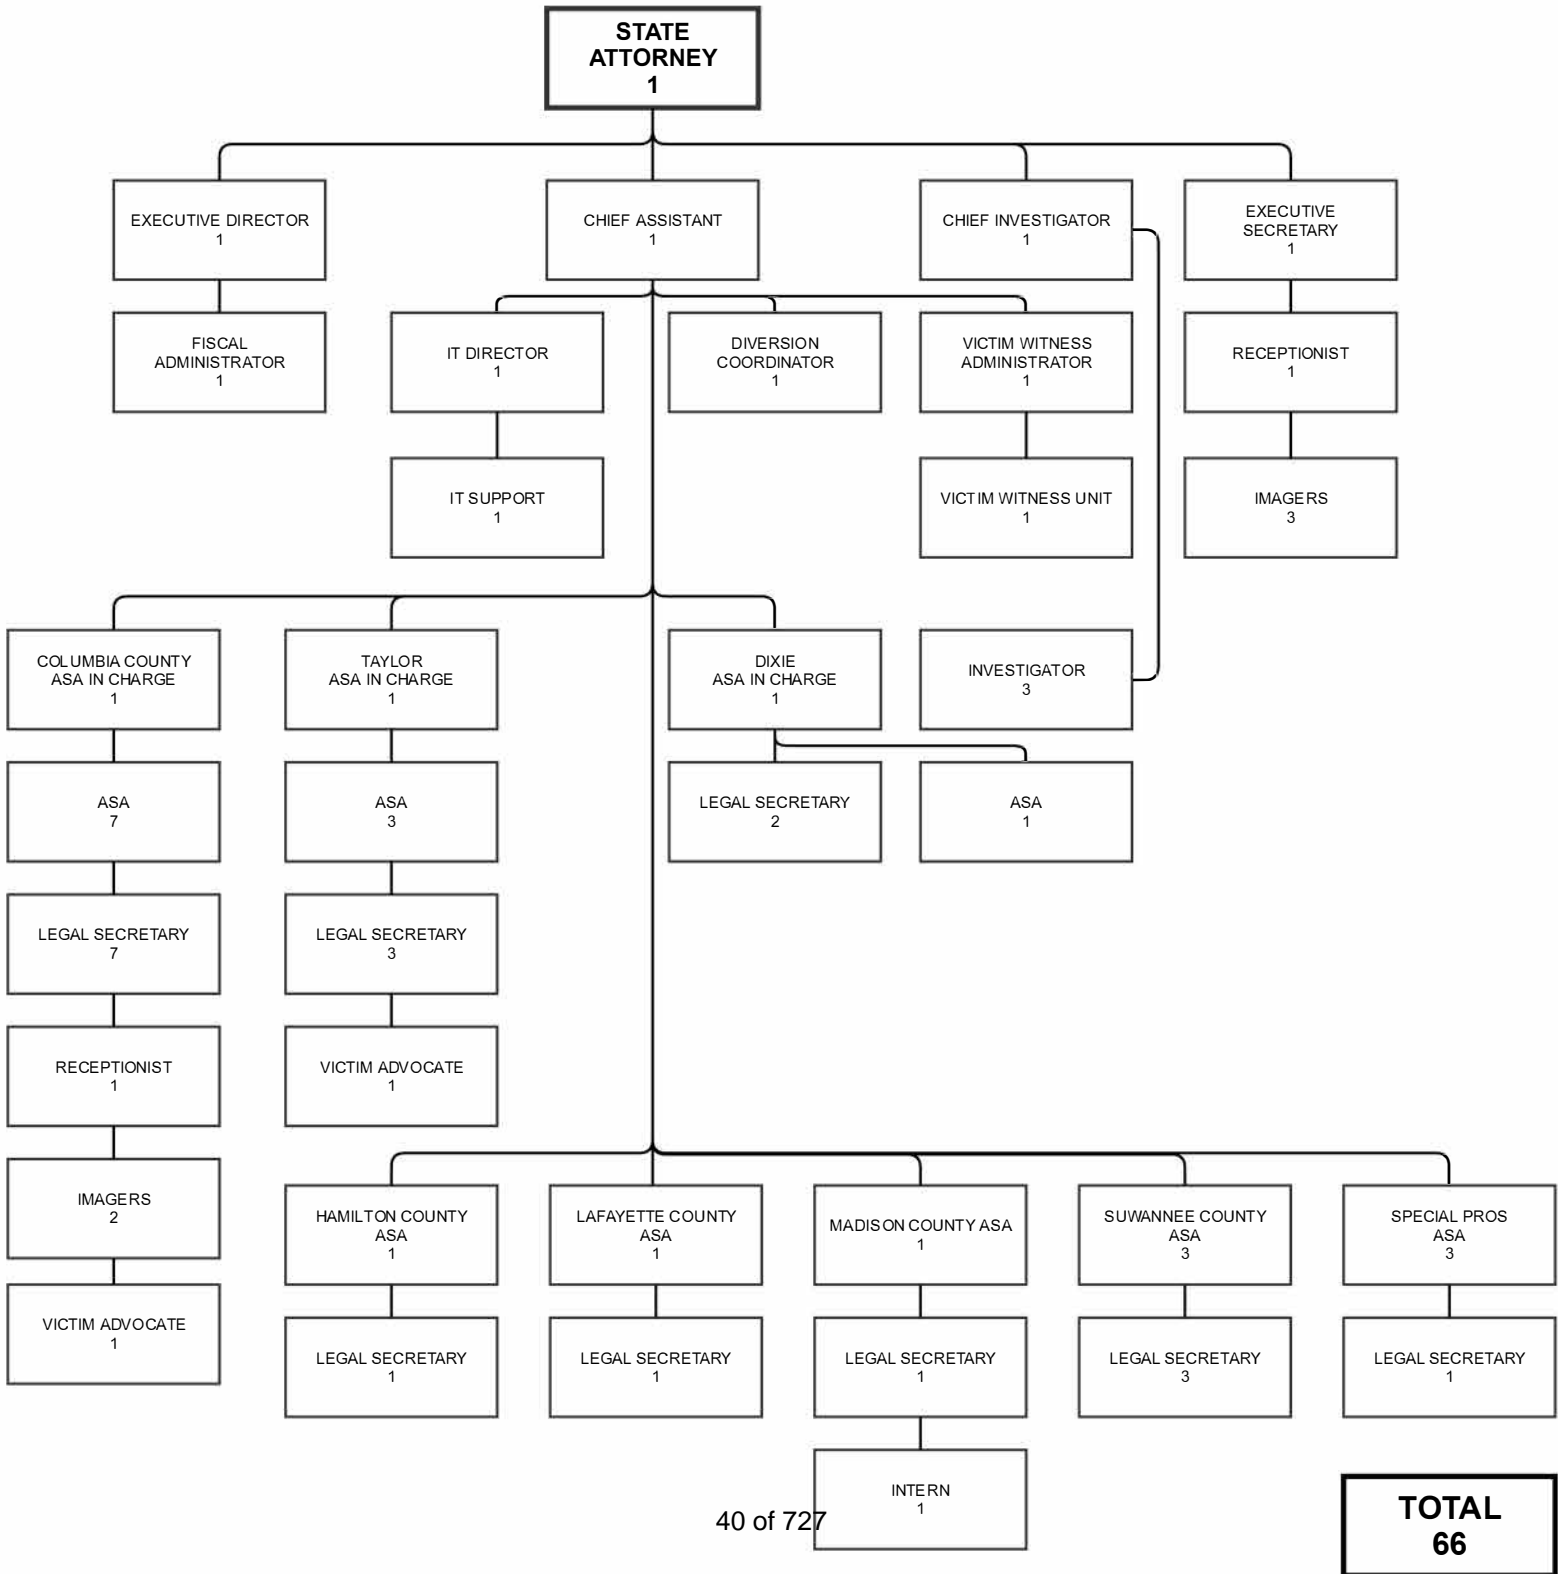 STATE
ATTORNEY
1
EXECUTIVE DIRECTOR
1
CHIEF ASSISTANT
1
CHIEF INVESTIGATOR
1
EXECUTIVE
SECRETARY
1
FISCAL
ADMINISTRATOR
1
IT DIRECTOR
1
DIVERSION
COORDINATOR
1
VICTIM WITNESS
ADMINISTRATOR
1
RECEPTIONIST
1
IT SUPPORT
1
VICTIM WITNESS UNIT
1
IMAGERS
3
COLUMBIA COUNTY
ASA IN CHARGE
1
TAYLOR
ASA IN CHARGE
1
DIXIE
ASA IN CHARGE
1
INVESTIGATOR
3
ASA
7
ASA
3
LEGAL SECRETARY
2
ASA
1
LEGAL SECRETARY
7
LEGAL SECRETARY
3
RECEPTIONIST
1
VICTIM ADVOCATE
1
IMAGERS
2
HAMILTON COUNTY
ASA
1
LAFAYETTE COUNTY
ASA
1
MADISON COUNTY ASA
1
SUWANNEE COUNTY
ASA
3
SPECIAL PROS
ASA
3
VICTIM ADVOCATE
1
LEGAL SECRETARY
1
LEGAL SECRETARY
1
LEGAL SECRETARY
1
LEGAL SECRETARY
3
LEGAL SECRETARY
1
INTERN
1
40 of 727
TOTAL
66